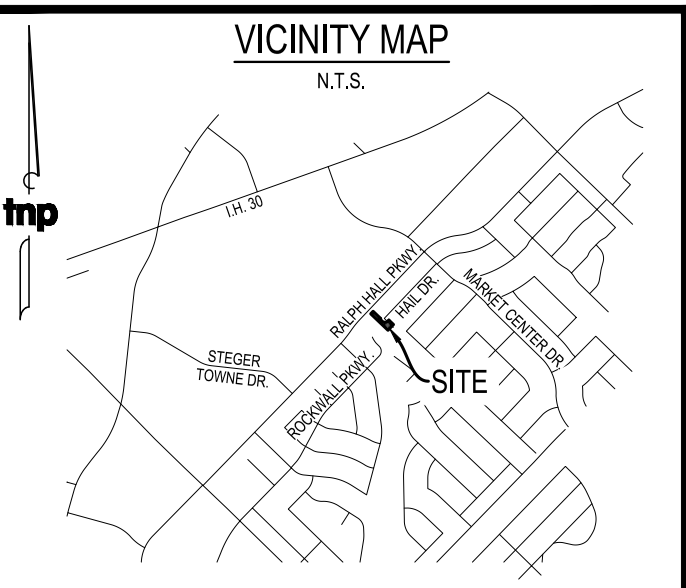 VICINITY MAP
N.T.S.
tnp
I.H. 30
RALPH HALL PKWY.
HAIL DR.
MARKET CENTER DR.
STEGER
TOWNE DR.
ROCKWALL PKWY.
SITE